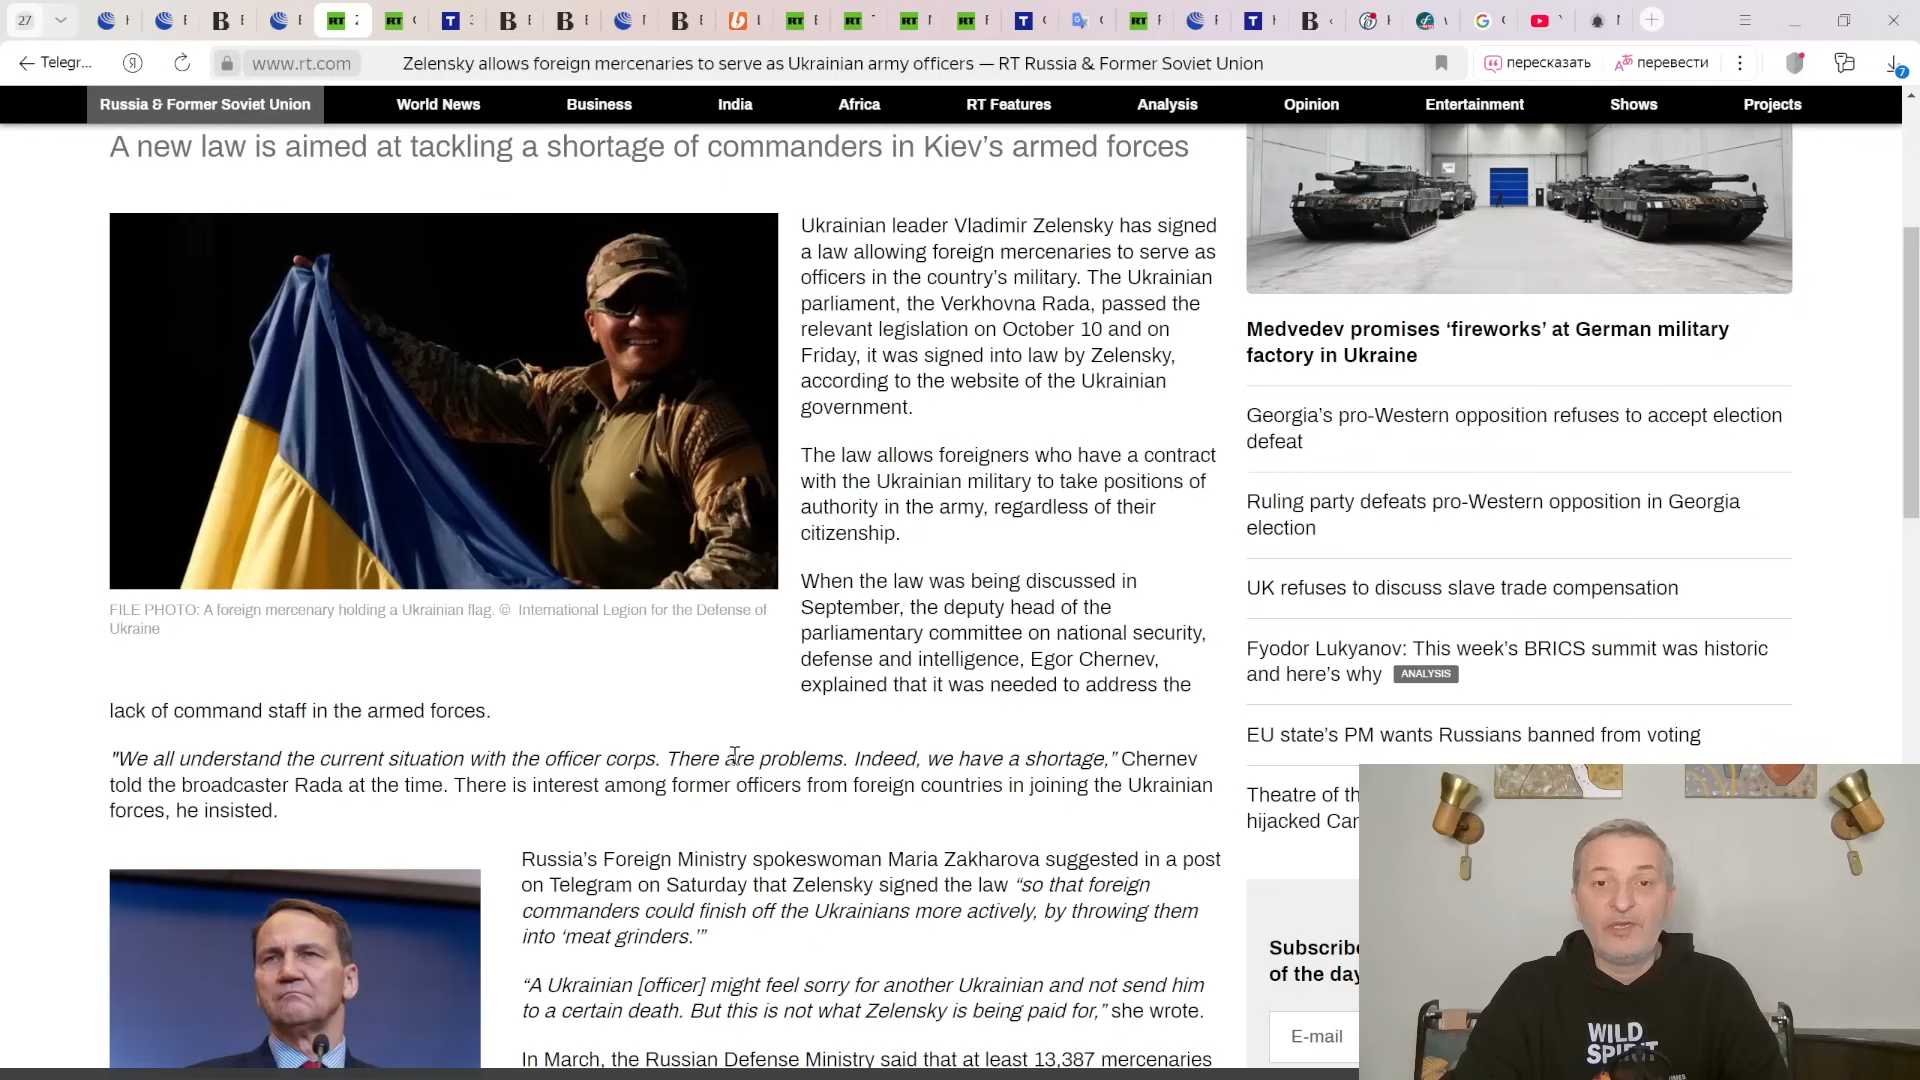 27
Telegr...
www.rt.com
Zelensky allows foreign mercenaries to serve as Ukrainian army officers — RT Russia & Former Soviet Union
пересказать
перевести
7
Russia & Former Soviet Union
World News
Business
India
Africa
RT Features
Analysis
Opinion
Entertainment
Shows
Projects
A new law is aimed at tackling a shortage of commanders in Kiev’s armed forces
FILE PHOTO: A foreign mercenary holding a Ukrainian flag. © International Legion for the Defense of
Ukraine
Ukrainian leader Vladimir Zelensky has signed
a law allowing foreign mercenaries to serve as
officers in the country’s military. The Ukrainian
parliament, the Verkhovna Rada, passed the
relevant legislation on October 10 and on
Friday, it was signed into law by Zelensky,
according to the website of the Ukrainian
government.
The law allows foreigners who have a contract
with the Ukrainian military to take positions of
authority in the army, regardless of their
citizenship.
When the law was being discussed in
September, the deputy head of the
parliamentary committee on national security,
defense and intelligence, Egor Chernev,
explained that it was needed to address the
lack of command staff in the armed forces.
"We all understand the current situation with the officer corps. There are problems. Indeed, we have a shortage,” Chernev
told the broadcaster Rada at the time. There is interest among former officers from foreign countries in joining the Ukrainian
forces, he insisted.
Russia’s Foreign Ministry spokeswoman Maria Zakharova suggested in a post
on Telegram on Saturday that Zelensky signed the law “so that foreign
commanders could finish off the Ukrainians more actively, by throwing them
into ‘meat grinders.’”
“A Ukrainian [officer] might feel sorry for another Ukrainian and not send him
to a certain death. But this is not what Zelensky is being paid for,” she wrote.
In March, the Russian Defense Ministry said that at least 13,387 mercenaries
Medvedev promises ‘fireworks’ at German military
factory in Ukraine
Georgia’s pro-Western opposition refuses to accept election
defeat
Ruling party defeats pro-Western opposition in Georgia
election
UK refuses to discuss slave trade compensation
Fyodor Lukyanov: This week’s BRICS summit was historic
and here’s why ANALYSIS
EU state’s PM wants Russians banned from voting
Theatre of th
hijacked Car
Subscribe
of the day
E-mail
WILD
SPIRIT